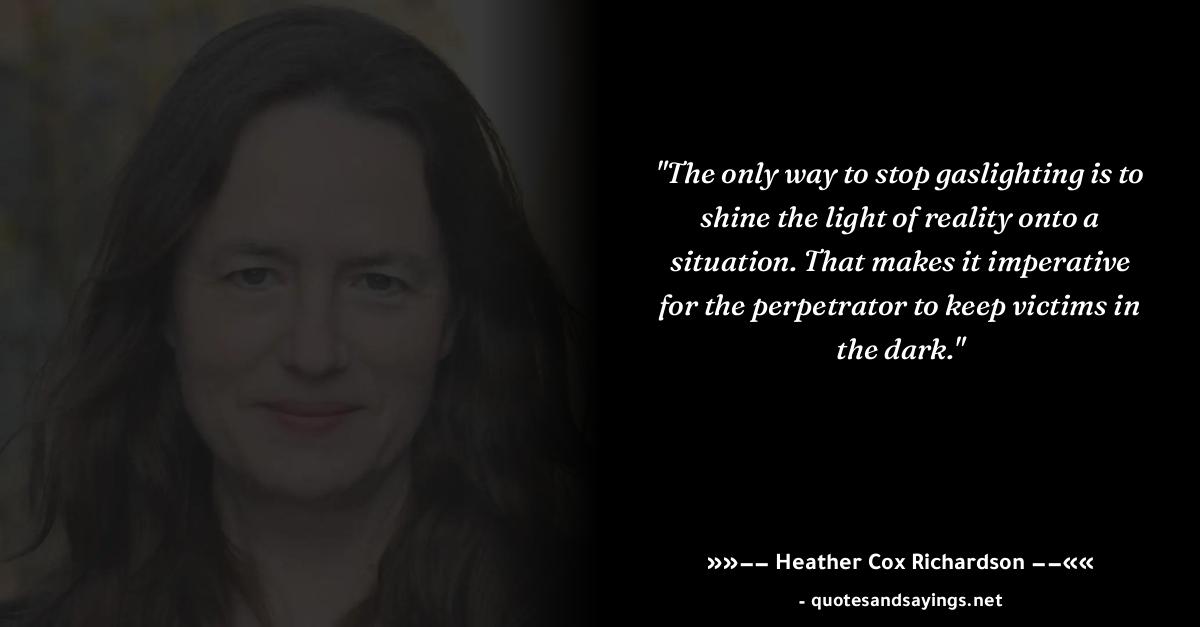 "The only way to stop gaslighting is to
shine the light of reality onto a
situation. That makes it imperative
for the perpetrator to keep victims in
the dark."
»»−− Heather Cox Richardson −−««
- quotesandsayings.net